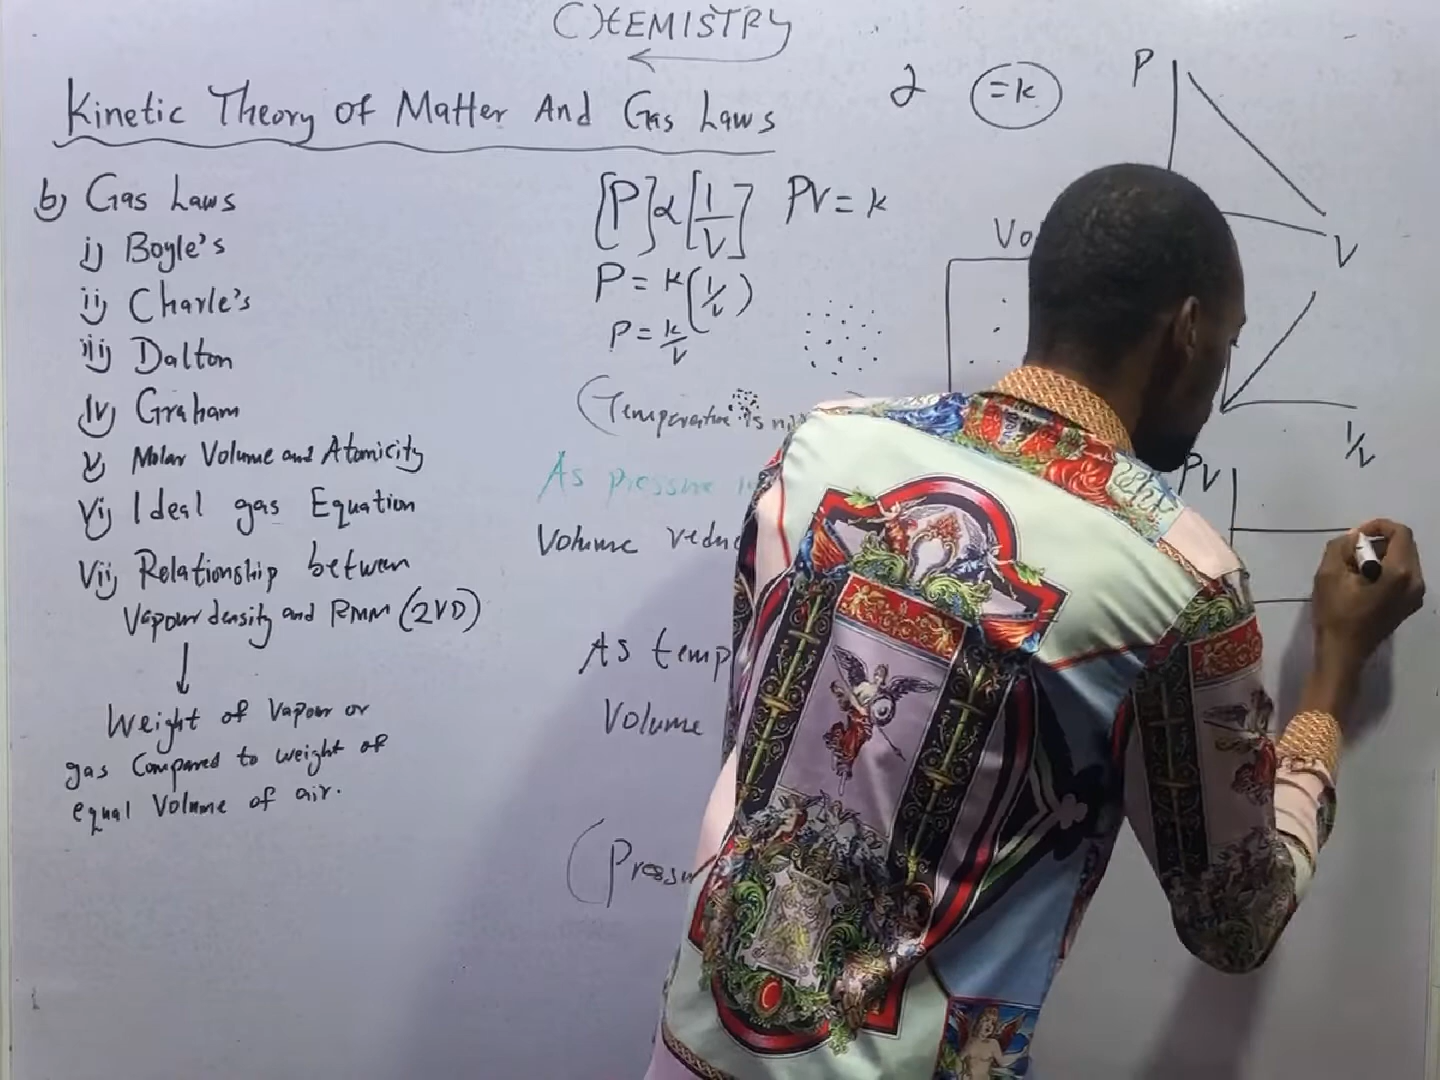 CHEMISTRY
Kinetic Theory of Matter And Gas Laws
b) Gas Laws
i) Boyle's
ii) Charle's
iii) Dalton
iv) Graham
v) Molar Volume and Atomicity
vi) Ideal gas Equation
vii) Relationship between
Vapour density and RMM (2VD)
↓
Weight of Vapour or
gas Compared to weight of
equal Volume of air.
[P] α [1/V] PV = k
P = k(1/V)
P = k/V
(Temperature is
As pressure
Volume
As temp
Volume
(
α =k
P
V
1/V
PV